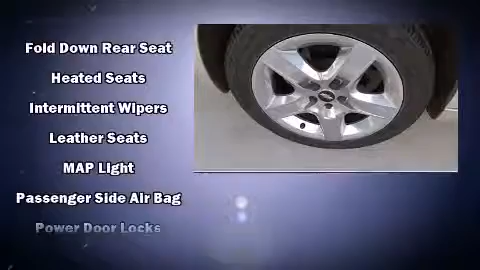 Fold Down Rear Seat
Heated Seats
Intermittent Wipers
Leather Seats
MAP Light
Passenger Side Air Bag
Power Door Locks